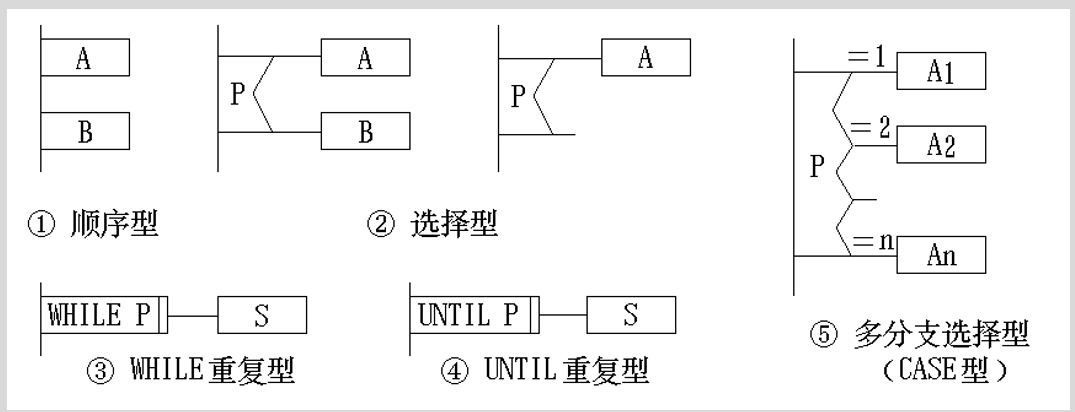 A
B
① 顺序型
P
A
B
P
A
② 选择型
WHILE P
S
③ WHILE重复型
UNTIL P
S
④ UNTIL重复型
P
=1
A1
=2
A2
=n
An
⑤ 多分支选择型
(CASE型)